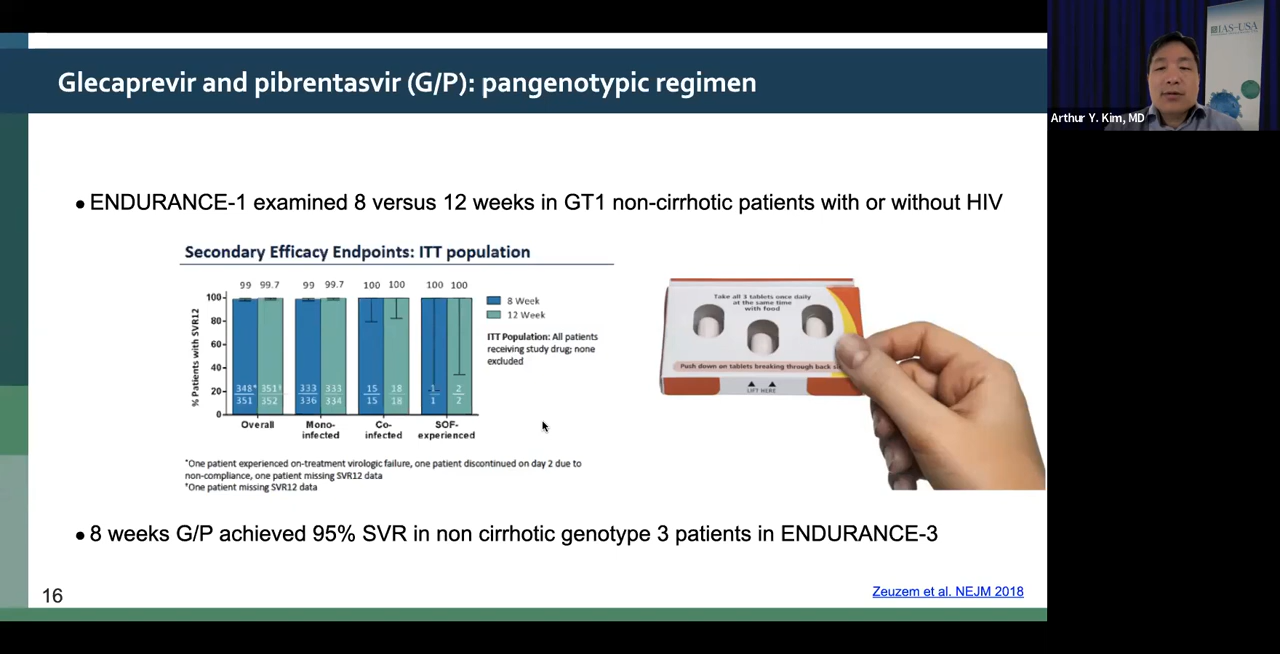 IAS-USA
Arthur Y. Kim, MD
Glecaprevir and pibrentasvir (G/P): pangenotypic regimen
• ENDURANCE-1 examined 8 versus 12 weeks in GT1 non-cirrhotic patients with or without HIV
Secondary Efficacy Endpoints: ITT population
99 99.7 99 99.7 100 100 100 100
% Patients with SVR12
100
80
60
40
20
0
348* 351† 333 333 15 18 1 2
351 352 336 334 15 18 1 2
Overall Mono- Co- SOF-
infected infected experienced
8 Week
12 Week
ITT Population: All patients
receiving study drug; none
excluded
*One patient experienced on-treatment virologic failure, one patient discontinued on day 2 due to
non-compliance, one patient missing SVR12 data
†One patient missing SVR12 data
Take all 3 tablets once daily
at the same time
with food
Push down on tablets breaking through back
LIFT HERE
• 8 weeks G/P achieved 95% SVR in non cirrhotic genotype 3 patients in ENDURANCE-3
16
Zeuzem et al. NEJM 2018